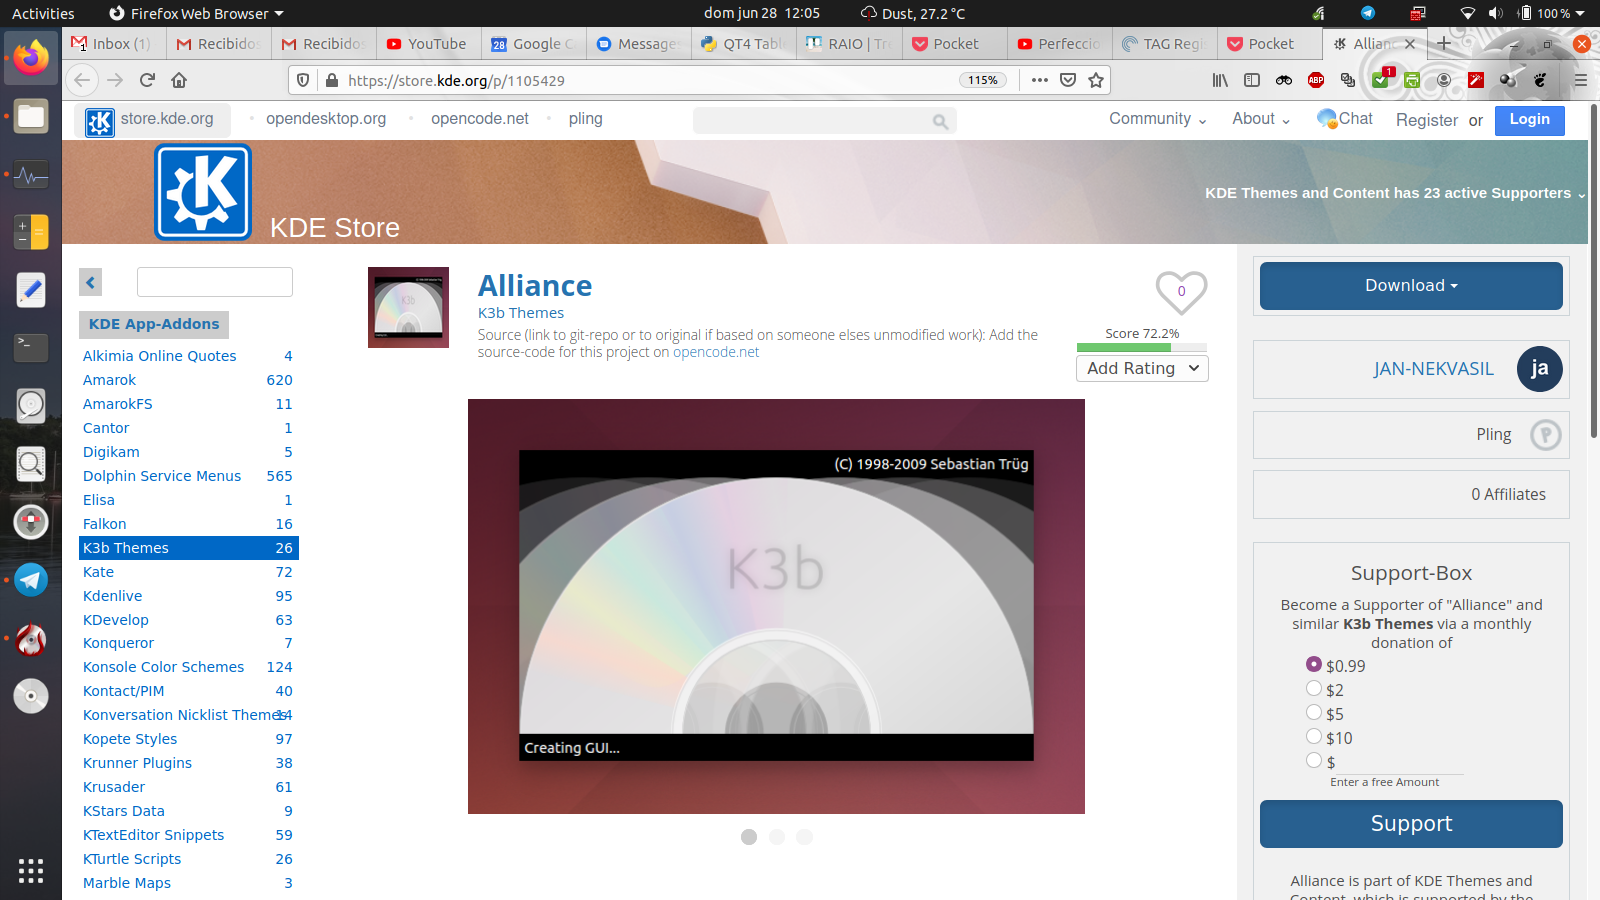 Activities
Firefox Web Browser
dom jun 28 12:05
Dust, 27.2 °C
100 %
Inbox (1)
Recibidos
Recibidos
YouTube
Google C
Messages
QT4 Tabl
RAIO | Tr
Pocket
Perfeccio
TAG Regi
Pocket
Allianc
https://store.kde.org/p/1105429
115%
ABP
1
store.kde.org
opendesktop.org
opencode.net
pling
Community
About
Chat
Register or
Login
KDE Store
KDE Themes and Content has 23 active Supporters
KDE App-Addons
Alkimia Online Quotes 4
Amarok 620
AmarokFS 11
Cantor 1
Digikam 5
Dolphin Service Menus 565
Elisa 1
Falkon 16
K3b Themes 26
Kate 72
Kdenlive 95
KDevelop 63
Konqueror 7
Konsole Color Schemes 124
Kontact/PIM 40
Konversation Nicklist Themes 14
Kopete Styles 97
Krunner Plugins 38
Krusader 61
KStars Data 9
KTextEditor Snippets 59
KTurtle Scripts 26
Marble Maps 3
Alliance
K3b Themes
Source (link to git-repo or to original if based on someone elses unmodified work): Add the
source-code for this project on opencode.net
0
Score 72.2%
Add Rating
(C) 1998-2009 Sebastian Trüg
K3b
Creating GUI...
Download
JAN-NEKVASIL
ja
Pling
P
0 Affiliates
Support-Box
Become a Supporter of "Alliance" and
similar K3b Themes via a monthly
donation of
$0.99
$2
$5
$10
$
Enter a free Amount
Support
Alliance is part of KDE Themes and
Content, which is supported by the